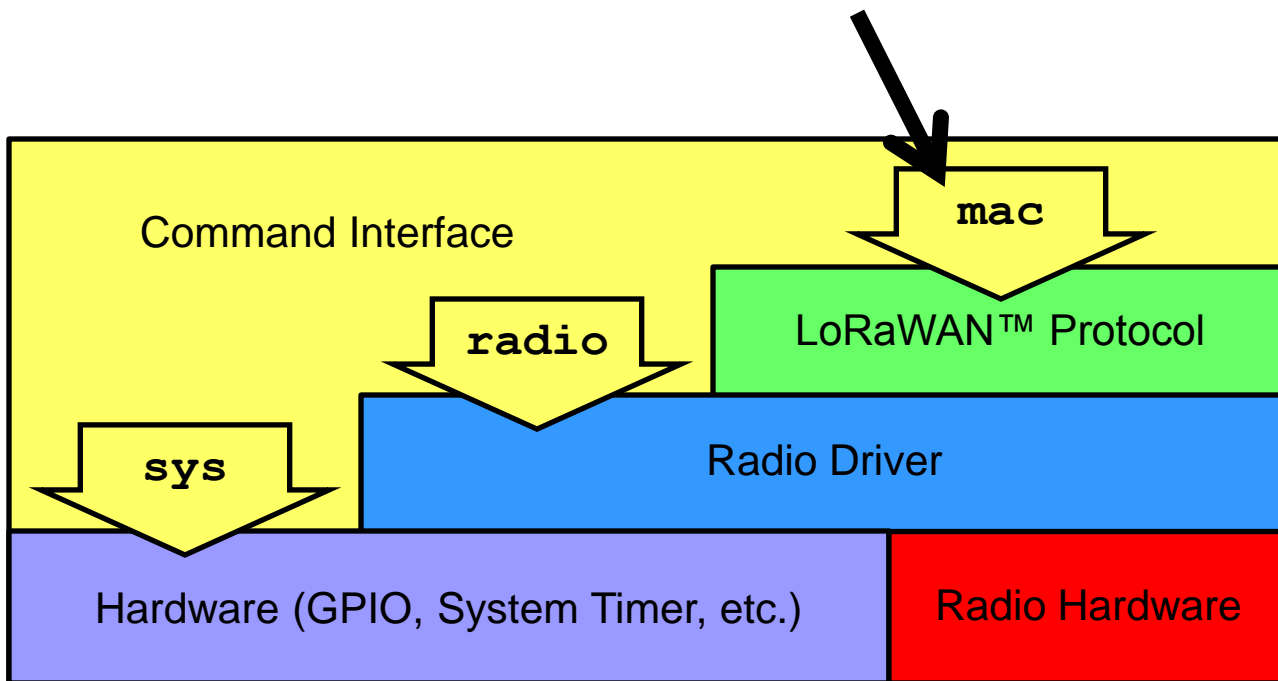 mac
Command Interface
radio
LoRaWAN™ Protocol
sys
Radio Driver
Hardware (GPIO, System Timer, etc.)
Radio Hardware